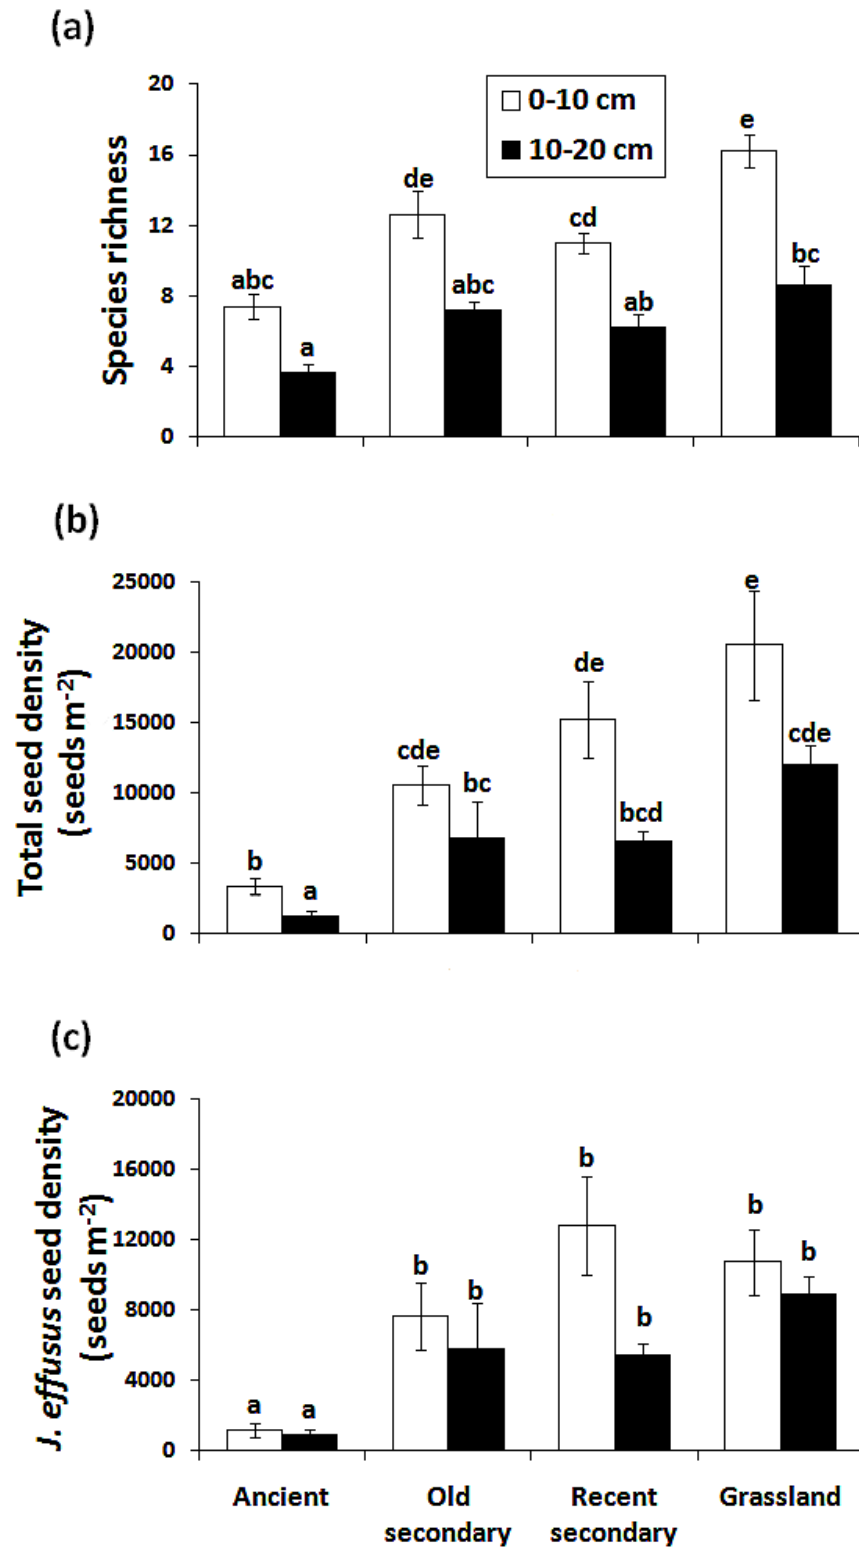 (a)
20
16
12
8
4
0
Species richness
0-10 cm
10-20 cm
abc
a
de
abc
cd
ab
e
bc
(b)
25000
20000
15000
10000
5000
0
Total seed density
(seeds m-2)
b
a
cde
bc
de
bcd
e
cde
(c)
20000
16000
12000
8000
4000
0
J. effusus seed density
(seeds m-2)
a
a
b
b
b
b
b
b
Ancient
Old
secondary
Recent
secondary
Grassland